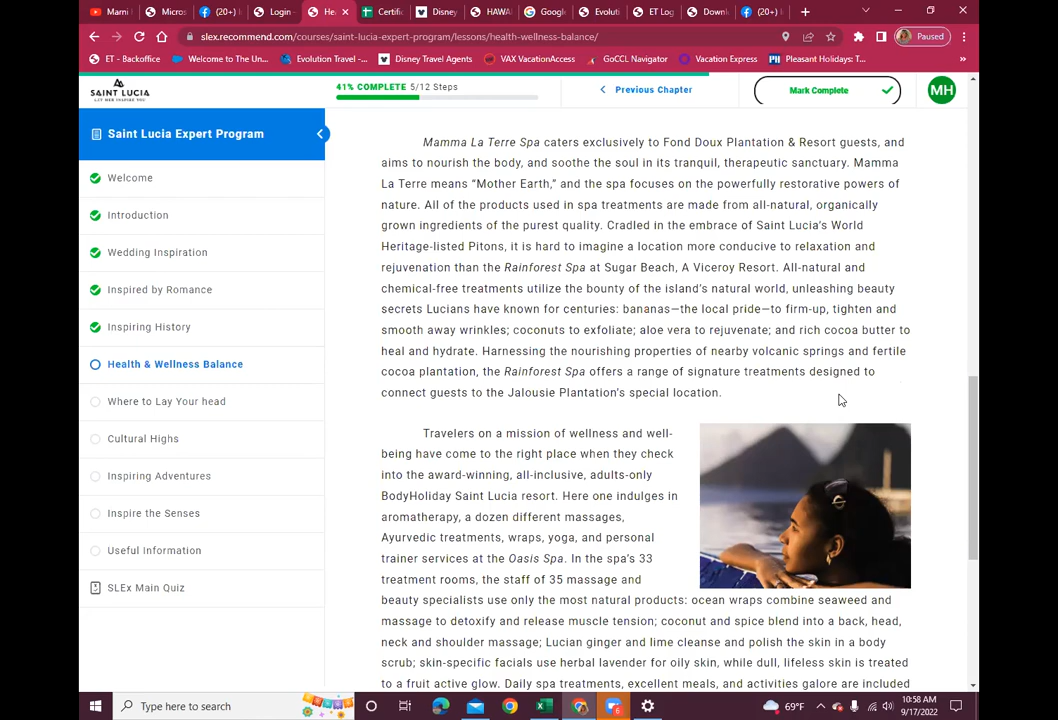 Marni
Micros
(20+)
Login -
He
Certific
Disney
HAWAI
Google
Evoluti
ET Log
Downl
(20+)
slex.recommend.com/courses/saint-lucia-expert-program/lessons/health-wellness-balance/
Paused
ET - Backoffice
Welcome to The Un...
Evolution Travel -...
Disney Travel Agents
VAX VacationAccess
GoCCL Navigator
Vacation Express
Pleasant Holidays: T...
SAINT LUCIA
LET HER INSPIRE YOU
41% COMPLETE 5/12 Steps
Previous Chapter
Mark Complete
MH
Saint Lucia Expert Program
Welcome
Introduction
Wedding Inspiration
Inspired by Romance
Inspiring History
Health & Wellness Balance
Where to Lay Your head
Cultural Highs
Inspiring Adventures
Inspire the Senses
Useful Information
SLEx Main Quiz
Mamma La Terre Spa caters exclusively to Fond Doux Plantation & Resort guests, and
aims to nourish the body, and soothe the soul in its tranquil, therapeutic sanctuary. Mamma
La Terre means “Mother Earth,” and the spa focuses on the powerfully restorative powers of
nature. All of the products used in spa treatments are made from all-natural, organically
grown ingredients of the purest quality. Cradled in the embrace of Saint Lucia’s World
Heritage-listed Pitons, it is hard to imagine a location more conducive to relaxation and
rejuvenation than the Rainforest Spa at Sugar Beach, A Viceroy Resort. All-natural and
chemical-free treatments utilize the bounty of the island’s natural world, unleashing beauty
secrets Lucians have known for centuries: bananas—the local pride—to firm-up, tighten and
smooth away wrinkles; coconuts to exfoliate; aloe vera to rejuvenate; and rich cocoa butter to
heal and hydrate. Harnessing the nourishing properties of nearby volcanic springs and fertile
cocoa plantation, the Rainforest Spa offers a range of signature treatments designed to
connect guests to the Jalousie Plantation’s special location.
Travelers on a mission of wellness and well-
being have come to the right place when they check
into the award-winning, all-inclusive, adults-only
BodyHoliday Saint Lucia resort. Here one indulges in
aromatherapy, a dozen different massages,
Ayurvedic treatments, wraps, yoga, and personal
trainer services at the Oasis Spa. In the spa’s 33
treatment rooms, the staff of 35 massage and
beauty specialists use only the most natural products: ocean wraps combine seaweed and
massage to detoxify and release muscle tension; coconut and spice blend into a back, head,
neck and shoulder massage; Lucian ginger and lime cleanse and polish the skin in a body
scrub; skin-specific facials use herbal lavender for oily skin, while dull, lifeless skin is treated
to a fruit active glow. Daily spa treatments, excellent meals, and activities galore are included
Type here to search
69°F
10:58 AM
9/17/2022